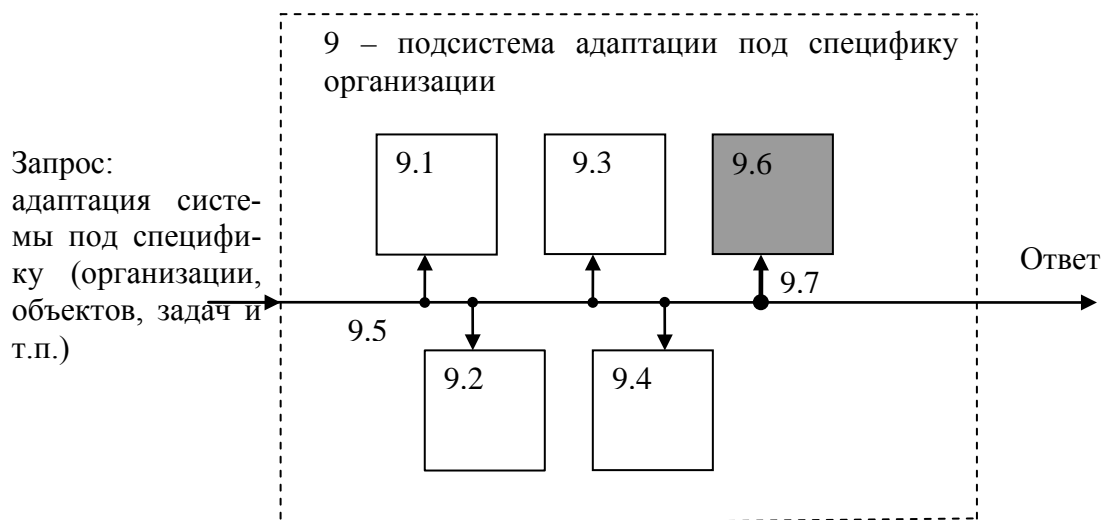 9 – подсистема адаптации под специфику
организации
Запрос:
адаптация систе-
мы под специфи-
ку (организации,
объектов, задач и
т.п.)
9.1
9.3
9.6
Ответ
9.7
9.5
9.2
9.4